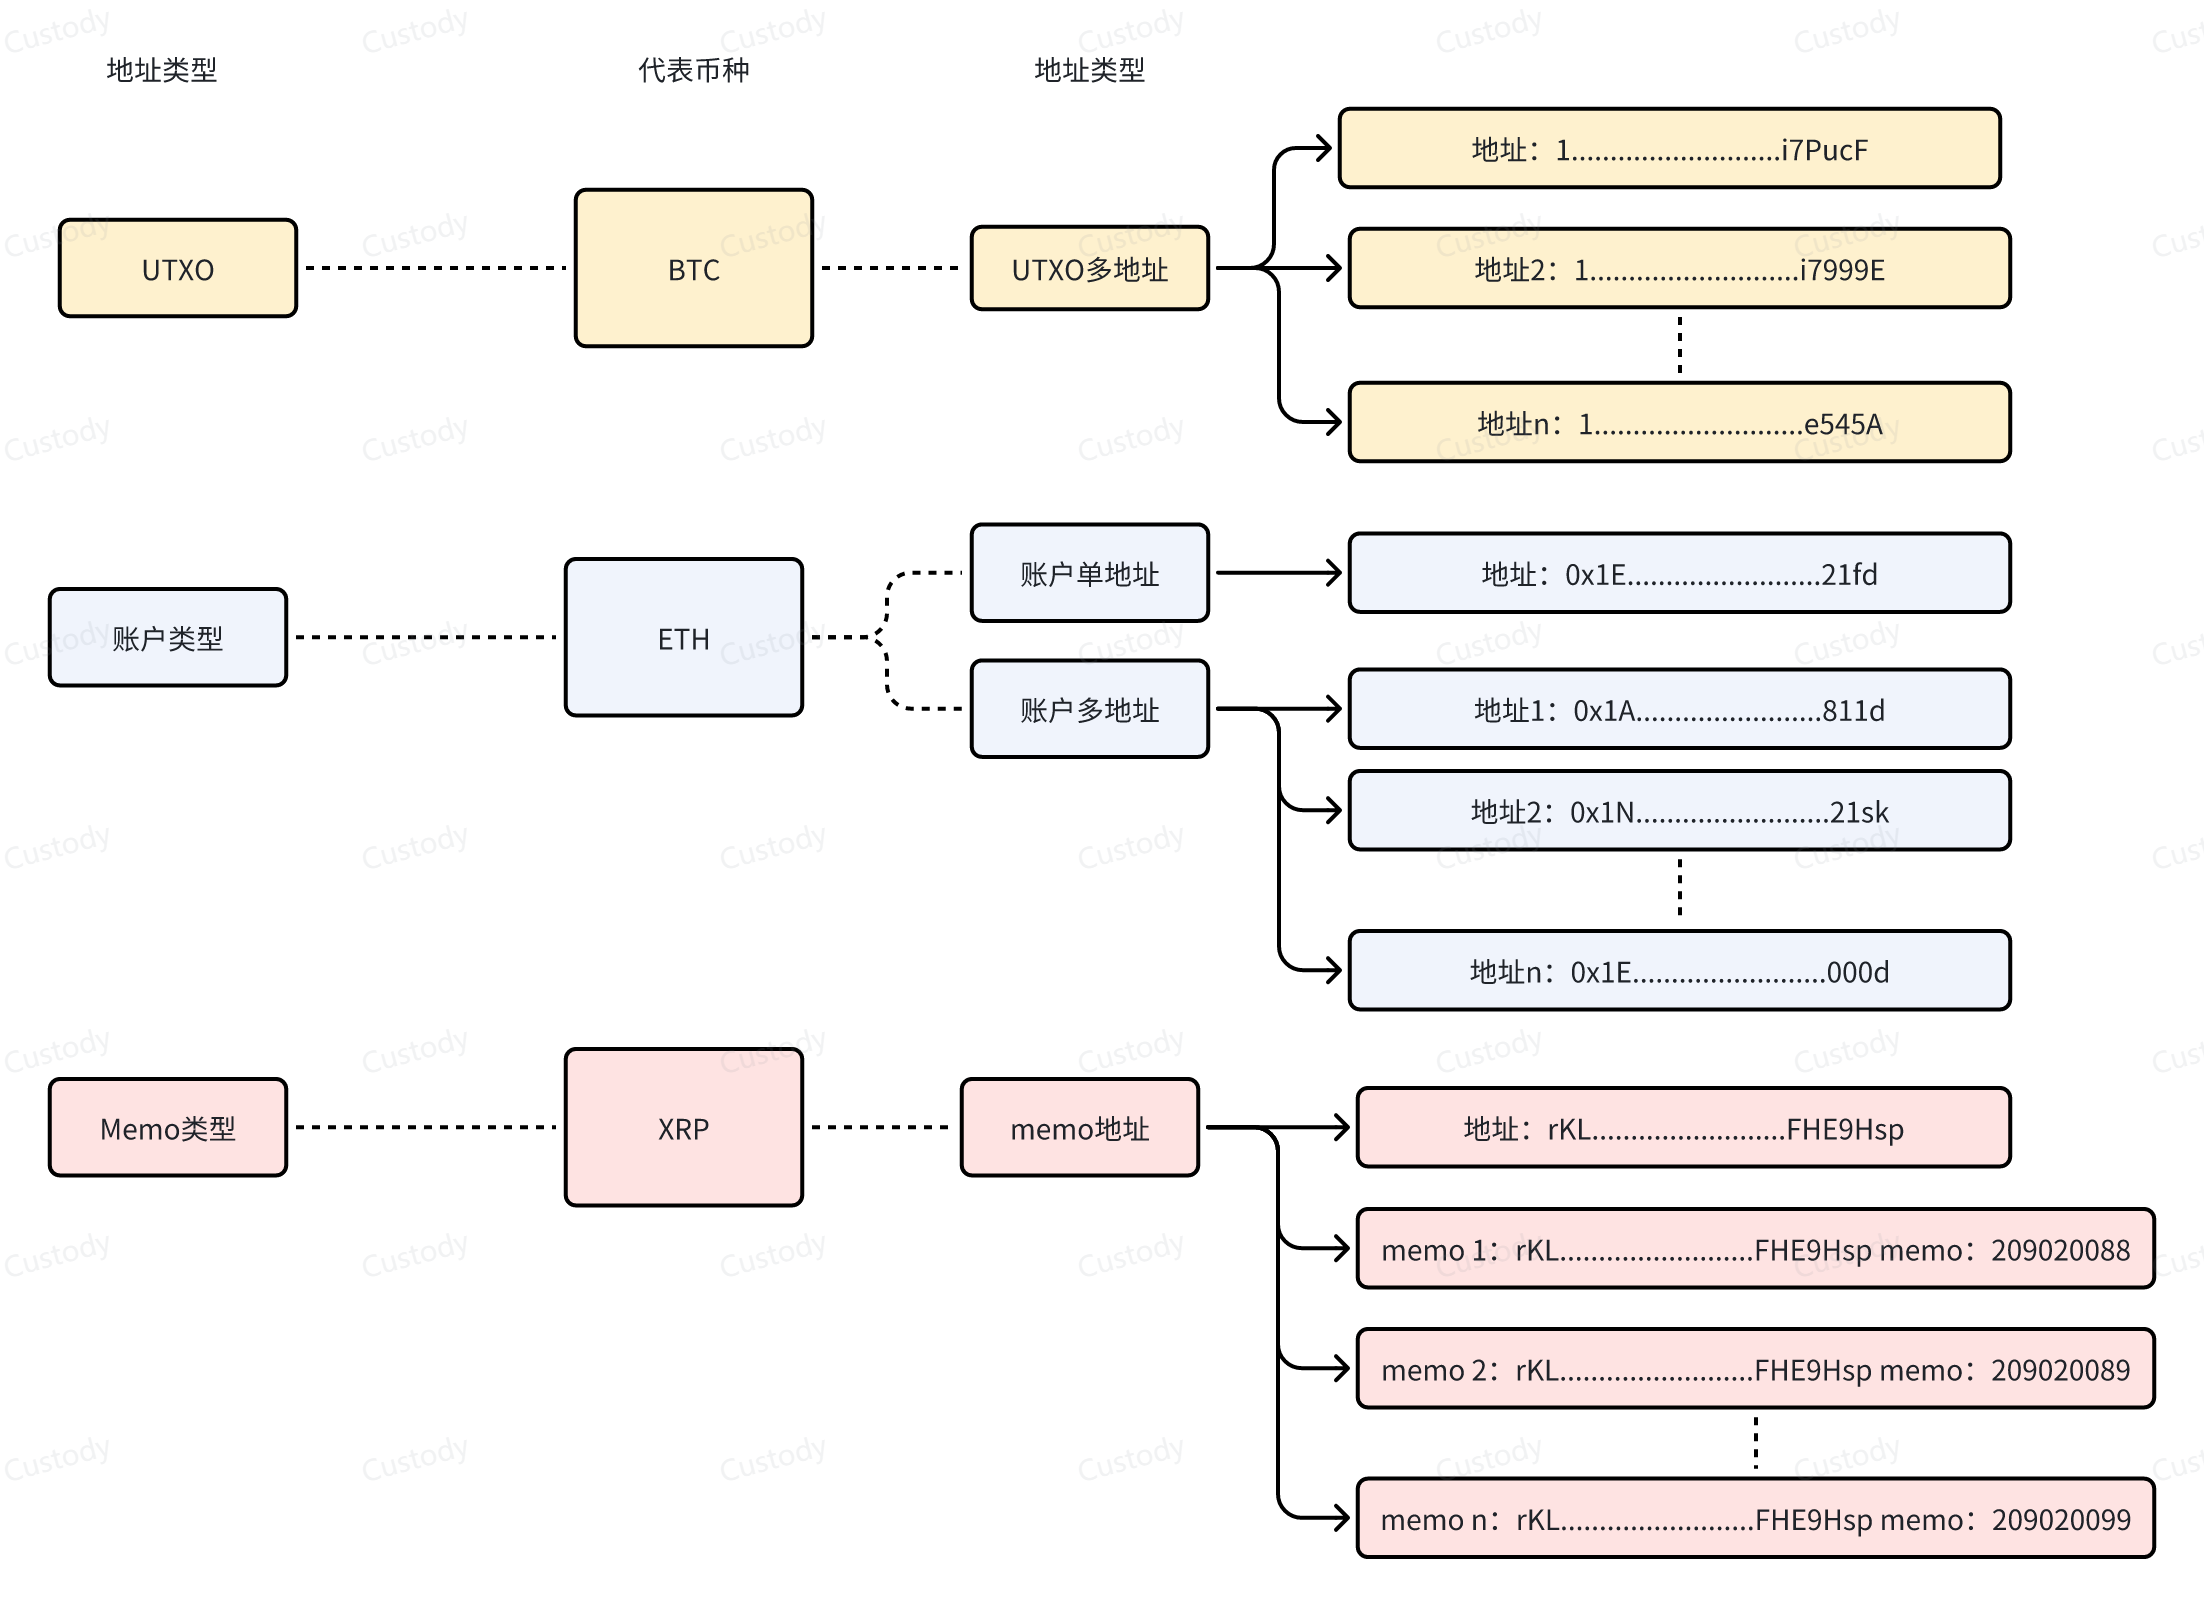 地址类型
代表币种
地址类型
UTXO
BTC
UTXO多地址
地址：1...........................i7PucF
地址2：1...........................i7999E
地址n：1...........................e545A
账户类型
ETH
账户单地址
地址：0x1E.........................21fd
账户多地址
地址1：0x1A........................811d
地址2：0x1N.........................21sk
地址n：0x1E.........................000d
Memo类型
XRP
memo地址
地址：rKL.........................FHE9Hsp
memo 1：rKL.........................FHE9Hsp memo：209020088
memo 2：rKL.........................FHE9Hsp memo：209020089
memo n：rKL.........................FHE9Hsp memo：209020099
Custody